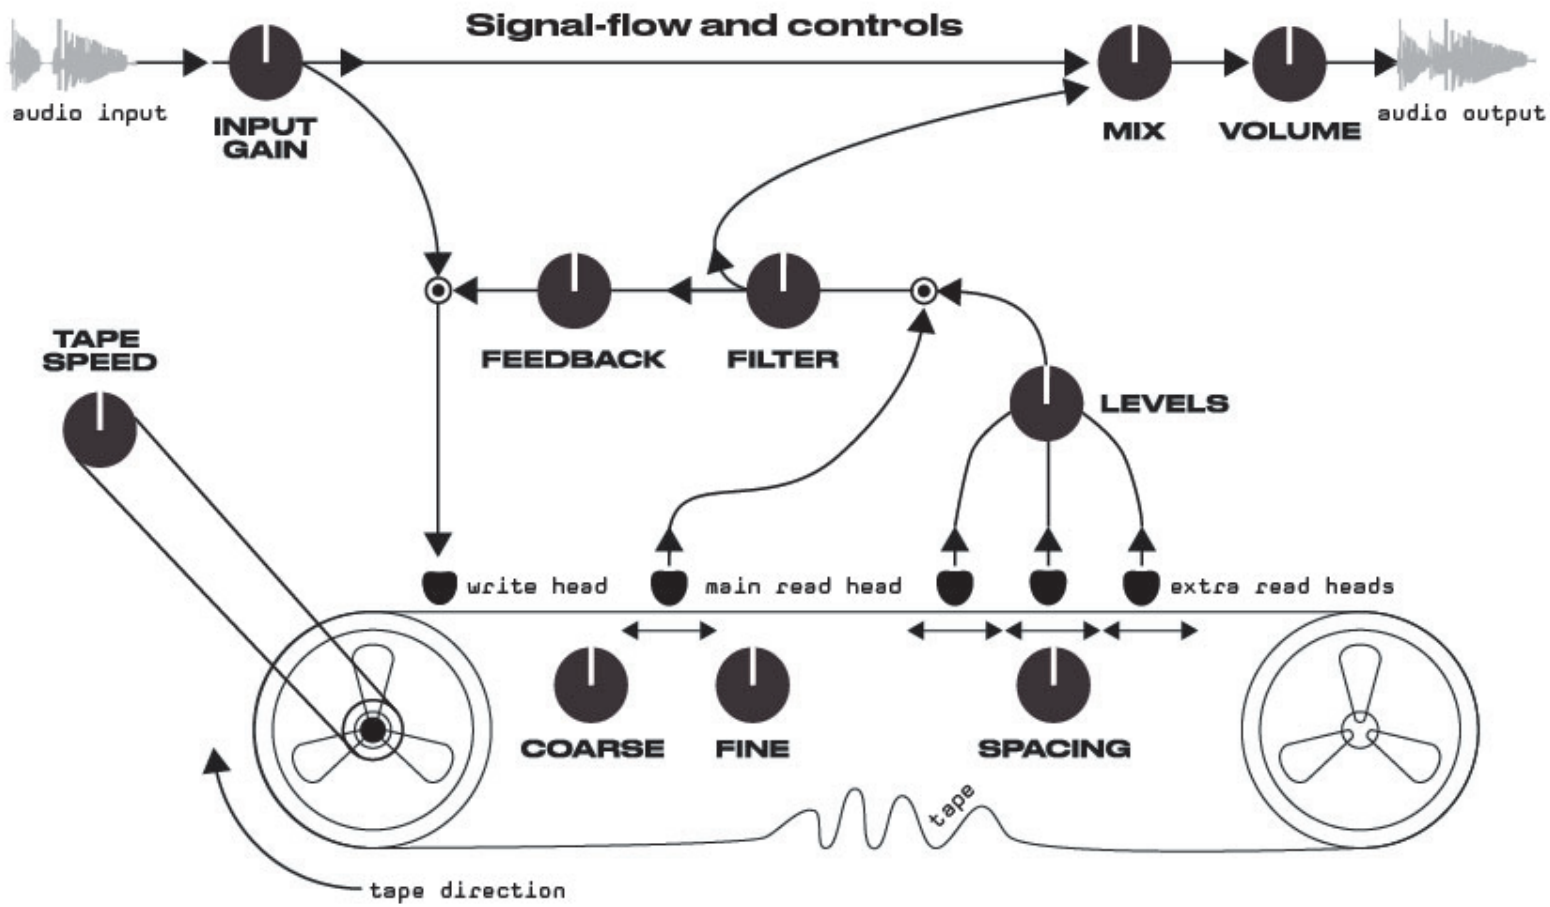 Signal-flow and controls
audio input
INPUT
GAIN
MIX
VOLUME
audio output
FEEDBACK
FILTER
TAPE
SPEED
LEVELS
write head
main read head
extra read heads
COARSE
FINE
SPACING
tape
tape direction